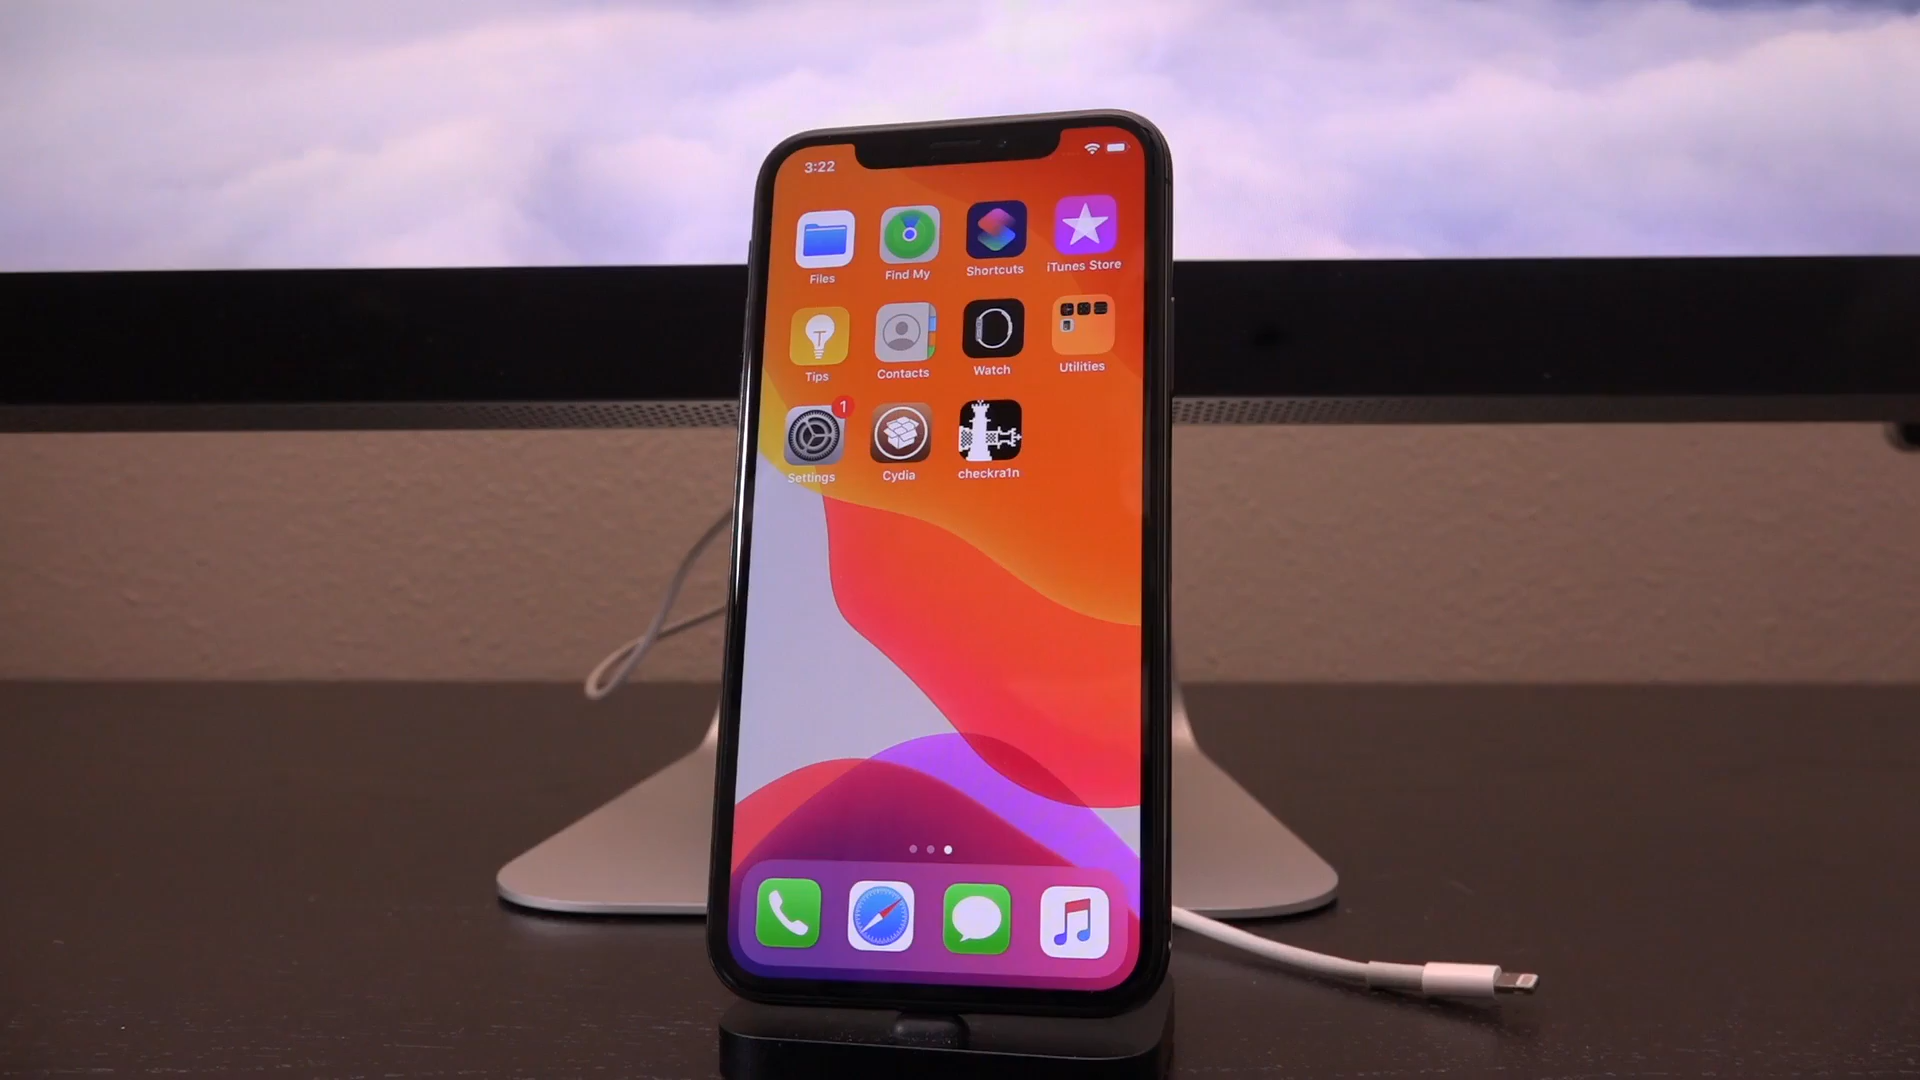 3:22
Files
Find My
Shortcuts
iTunes Store
Tips
Contacts
Watch
Utilities
1
Settings
Cydia
checkra1n